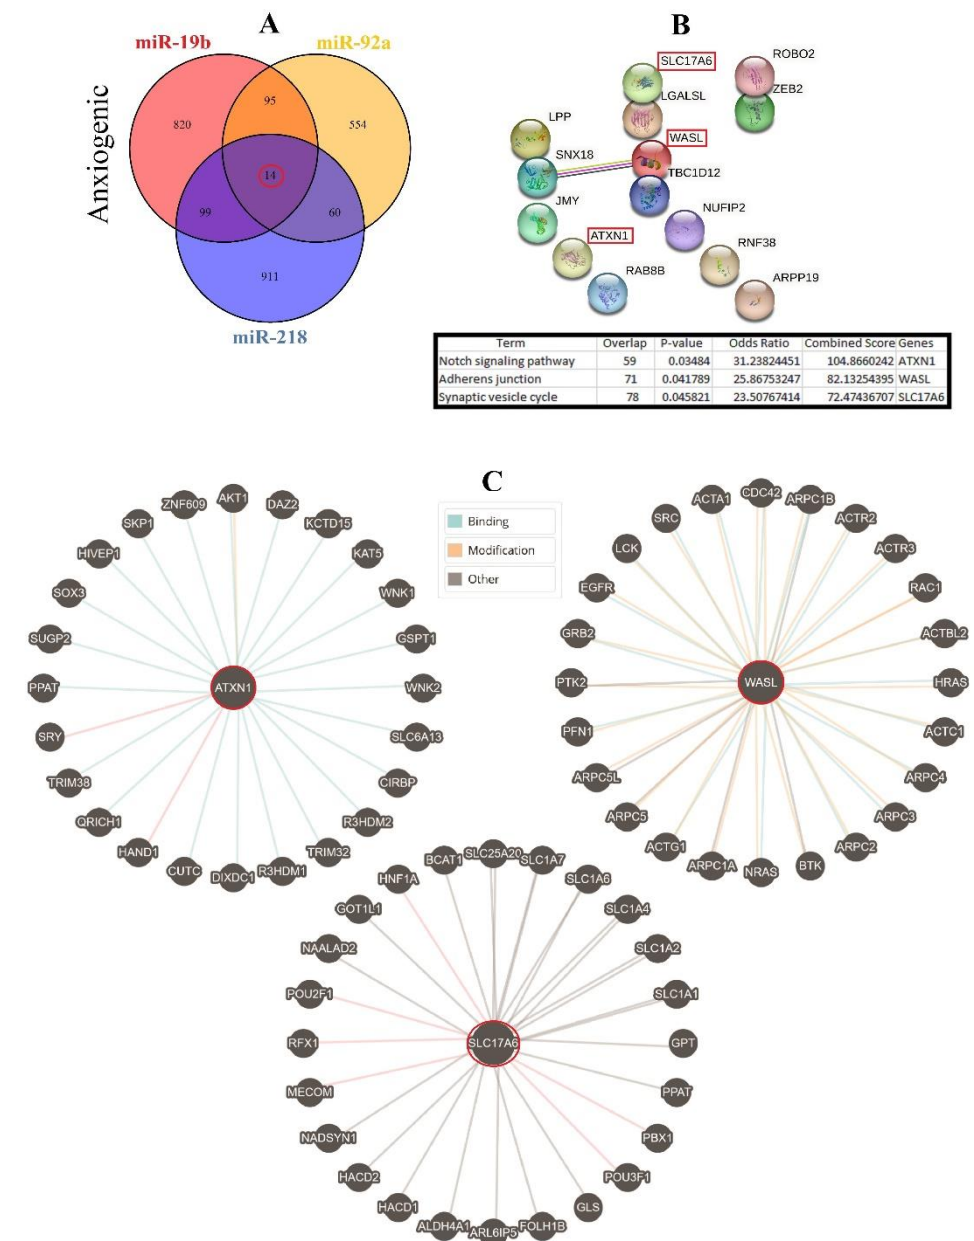 A
miR-19b
miR-92a
Anxiogenic
820
95
554
14
99
60
911
miR-218
B
SLC17A6
ROBO2
LGALSL
ZEB2
LPP
WASL
SNX18
TBC1D12
JMY
NUFIP2
ATXN1
RNF38
RAB8B
ARPP19
Term Overlap P-value Odds Ratio Combined Score Genes
Notch signaling pathway 59 0.03484 31.23824451 104.8660242 ATXN1
Adherens junction 71 0.041789 25.86753247 82.13254395 WASL
Synaptic vesicle cycle 78 0.045821 23.50767414 72.47436707 SLC17A6
C
Binding
Modification
Other
AKT1
DAZ2
KCTD15
KAT5
WNK1
GSPT1
WNK2
SLC6A13
CIRBP
R3HDM2
TRIM32
R3HDM1
DIXDC1
CUTC
HAND1
QRICH1
TRIM38
SRY
PPAT
SUGP2
SOX3
HIVEP1
SKP1
ZNF609
ATXN1
CDC42
ARPC1B
ACTR2
ACTR3
RAC1
ACTBL2
HRAS
ACTC1
ARPC4
ARPC3
ARPC2
BTK
NRAS
ARPC1A
ACTG1
ARPC5
ARPC5L
PFN1
PTK2
GRB2
EGFR
LCK
SRC
ACTA1
WASL
SLC25A20
SLC1A7
SLC1A6
SLC1A4
SLC1A2
SLC1A1
GPT
PPAT
PBX1
POU3F1
GLS
FOLH1B
ARL6IP5
ALDH4A1
HACD1
HACD2
NADSYN1
MECOM
RFX1
POU2F1
NAALAD2
GOT1L1
HNF1A
BCAT1
SLC17A6